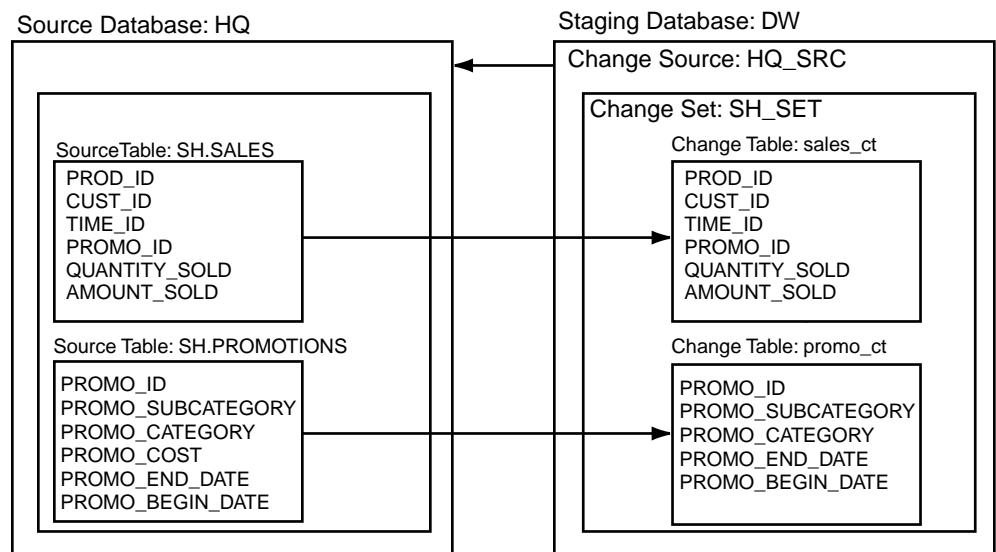 Source Database: HQ
SourceTable: SH.SALES
PROD_ID
CUST_ID
TIME_ID
PROMO_ID
QUANTITY_SOLD
AMOUNT_SOLD
Source Table: SH.PROMOTIONS
PROMO_ID
PROMO_SUBCATEGORY
PROMO_CATEGORY
PROMO_COST
PROMO_END_DATE
PROMO_BEGIN_DATE
Staging Database: DW
Change Source: HQ_SRC
Change Set: SH_SET
Change Table: sales_ct
PROD_ID
CUST_ID
TIME_ID
PROMO_ID
QUANTITY_SOLD
AMOUNT_SOLD
Change Table: promo_ct
PROMO_ID
PROMO_SUBCATEGORY
PROMO_CATEGORY
PROMO_END_DATE
PROMO_BEGIN_DATE